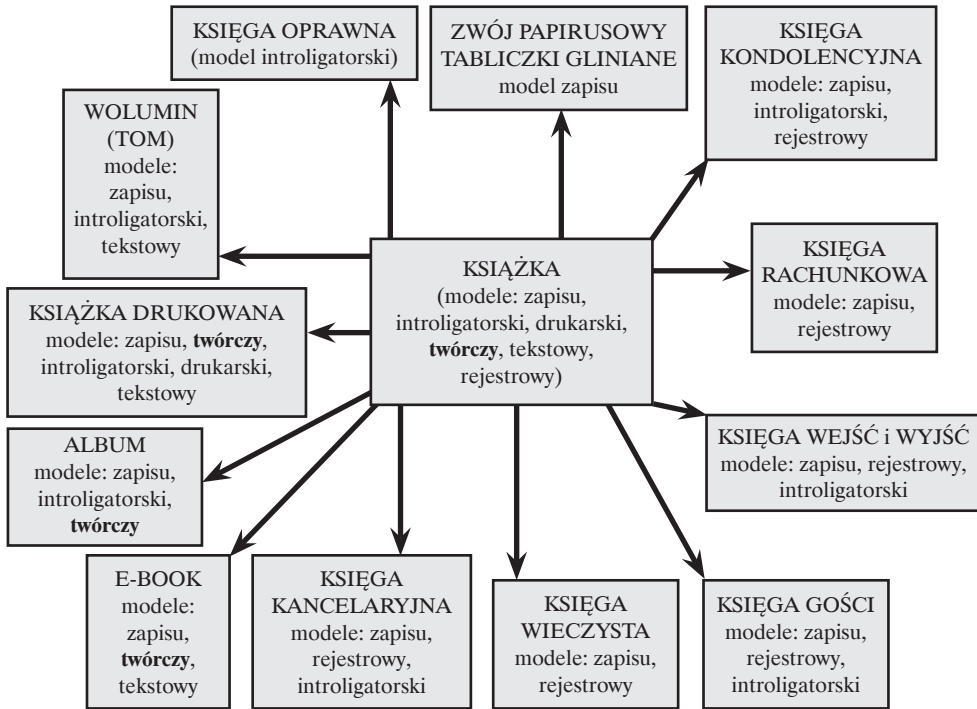 KSIĘGA OPRAWNA
(model introligatorski)
ZWÓJ PAPIRUSOWY
TABLICZKI GLINIANE
model zapisu
KSIĘGA
KONDOLENCYJNA
modele: zapisu,
introligatorski,
rejestrowy
WOLUMIN
(TOM)
modele:
zapisu,
introligatorski,
tekstowy
KSIĄŻKA
(modele: zapisu,
introligatorski, drukarski,
twórczy, tekstowy,
rejestrowy)
KSIĘGA
RACHUNKOWA
modele: zapisu,
rejestrowy
KSIĄŻKA DRUKOWANA
modele: zapisu, twórczy,
introligatorski, drukarski,
tekstowy
ALBUM
modele: zapisu,
introligatorski,
twórczy
KSIĘGA WEJŚĆ i WYJŚĆ
modele: zapisu, rejestrowy,
introligatorski
E-BOOK
modele:
zapisu,
twórczy,
tekstowy
KSIĘGA
KANCELARYJNA
modele: zapisu,
rejestrowy,
introligatorski
KSIĘGA
WIECZYSTA
modele: zapisu,
rejestrowy
KSIĘGA GOŚCI
modele: zapisu,
rejestrowy,
introligatorski